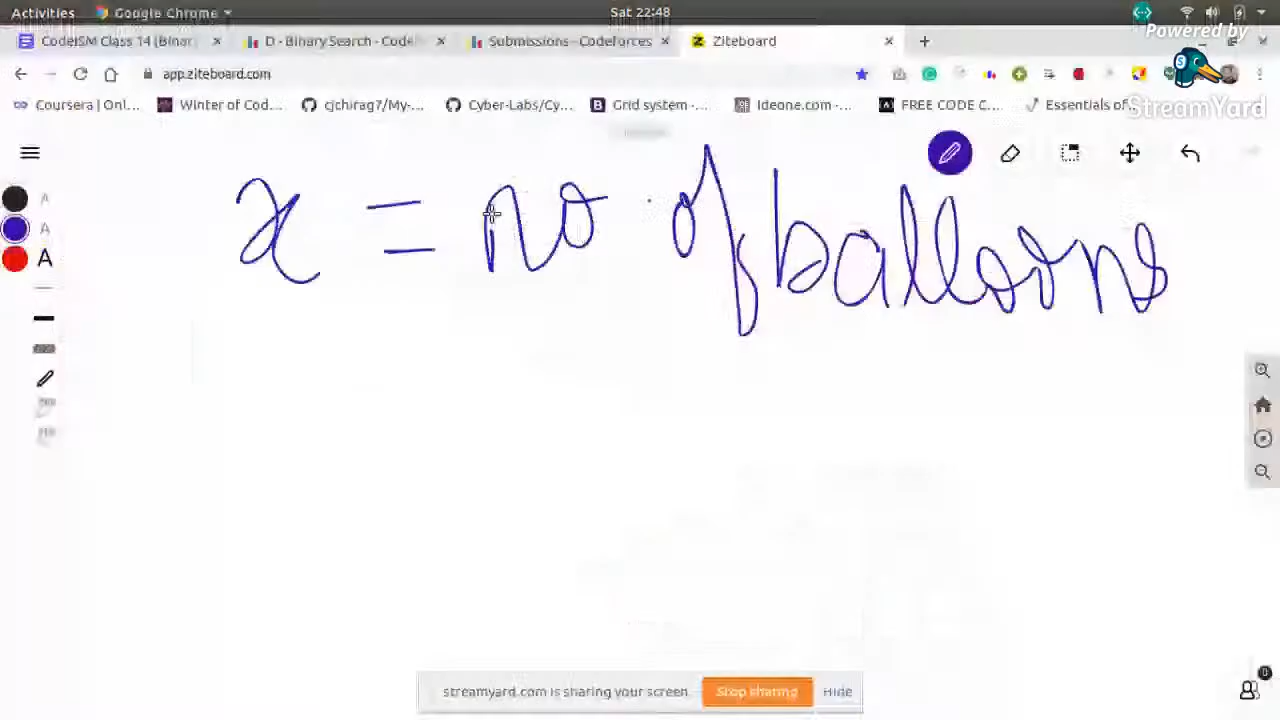 Activities Google Chrome Sat 22:48
Powered by
CodeISM Class 14 (Binar D - Binary Search - Codef Submissions - Codeforces Ziteboard
app.ziteboard.com
StreamYard
Coursera | Onl... Winter of Cod... cjchirag7/My-... Cyber-Labs/Cy... Grid system ·... Ideone.com -... FREE CODE C... Essentials of
A
A
A
x = no of balloons
streamyard.com is sharing your screen. Stop sharing Hide
0